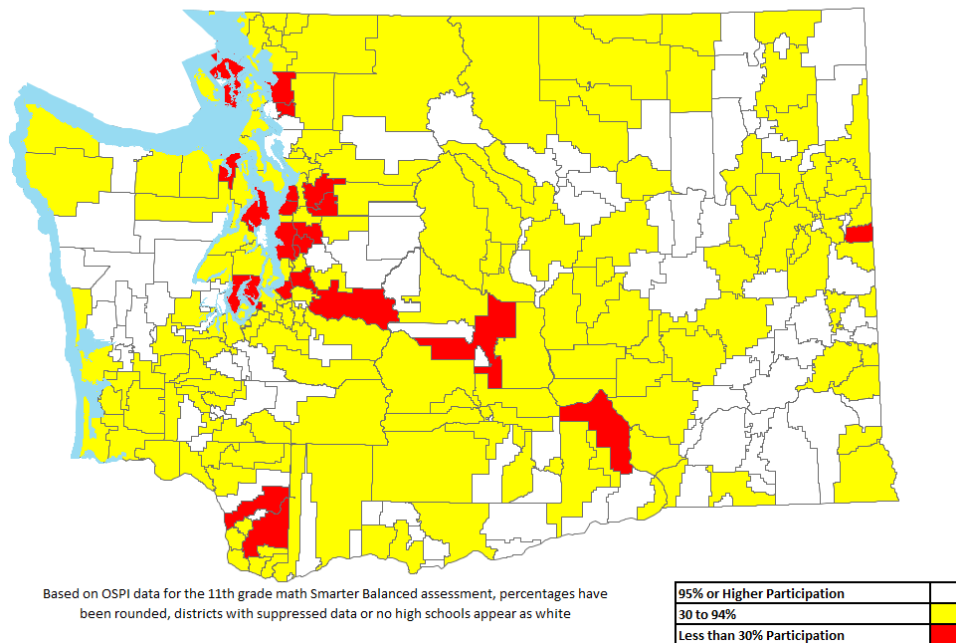 Based on OSPI data for the 11th grade math Smarter Balanced assessment, percentages have
been rounded, districts with suppressed data or no high schools appear as white
95% or Higher Participation
30 to 94%
Less than 30% Participation